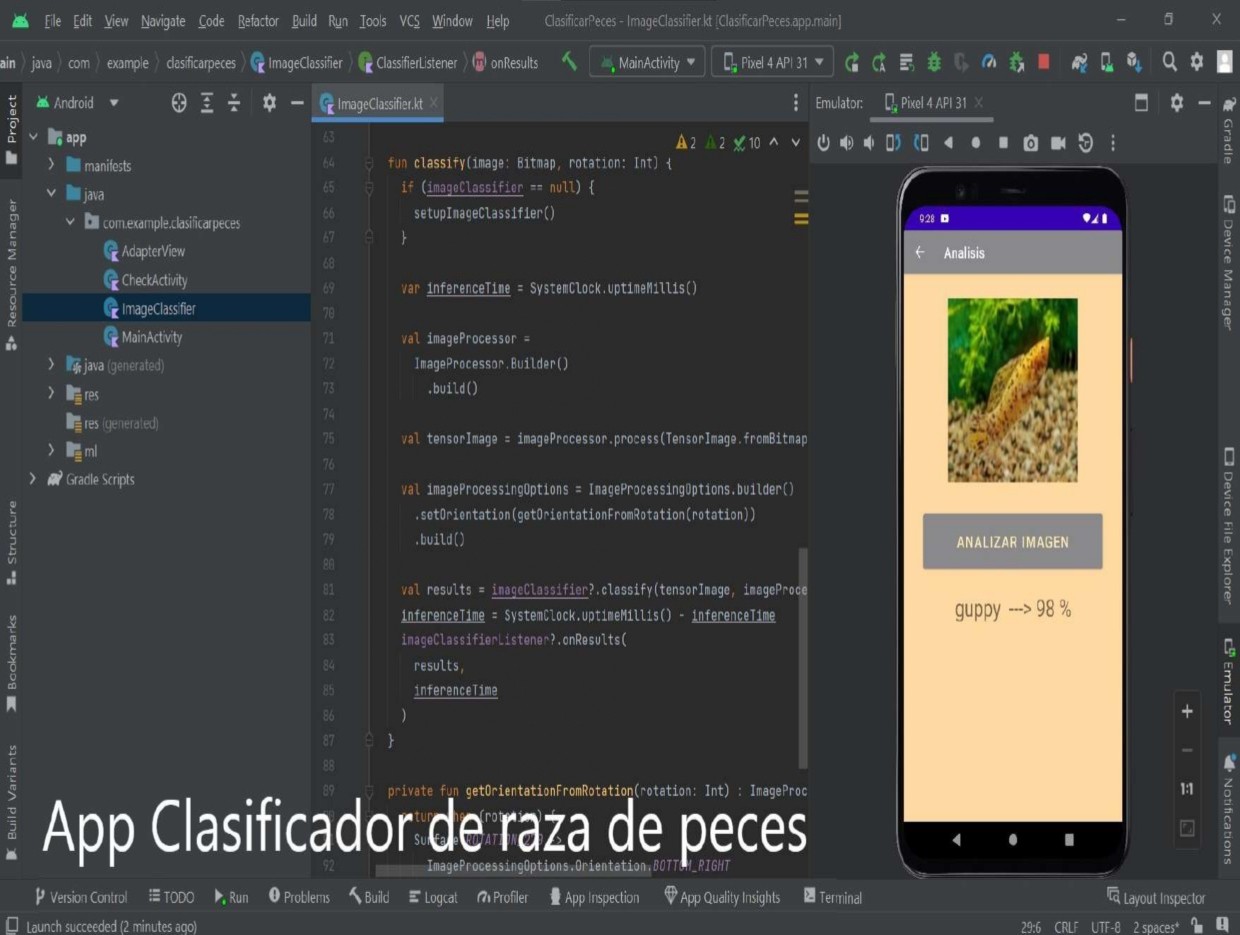 File Edit View Navigate Code Refactor Build Run Tools VCS Window Help ClasificarPeces - ImageClassifier.kt [ClasificarPeces.app.main]
ain java com example clasificarpeces ImageClassifier ClassifierListener onResults MainActivity Pixel 4 API 31
Project
Resource Manager
Structure
Bookmarks
Build Variants
Android
app
manifests
java
com.example.clasificarpeces
AdapterView
CheckActivity
ImageClassifier
MainActivity
java (generated)
res
res (generated)
ml
Gradle Scripts
ImageClassifier.kt
2 2 10
63
64 fun classify(image: Bitmap, rotation: Int) {
65 if (imageClassifier == null) {
66 setupImageClassifier()
67 }
68
69 var inferenceTime = SystemClock.uptimeMillis()
70
71 val imageProcessor =
72 ImageProcessor.Builder()
73 .build()
74
75 val tensorImage = imageProcessor.process(TensorImage.fromBitmap
76
77 val imageProcessingOptions = ImageProcessingOptions.builder()
78 .setOrientation(getOrientationFromRotation(rotation))
79 .build()
80
81 val results = imageClassifier?.classify(tensorImage, imageProce
82 inferenceTime = SystemClock.uptimeMillis() - inferenceTime
83 imageClassifierListener?.onResults(
84 results,
85 inferenceTime
86 )
87 }
88
89 private fun getOrientationFromRotation(rotation: Int) : ImageProc
(rotation) {
92 ImageProcessingOptions.Orientation.BOTTOM_RIGHT
App Clasificador de raza de peces
Emulator: Pixel 4 API 31
9:28
Analisis
ANALIZAR IMAGEN
guppy ---> 98 %
1:1
Gradle
Device Manager
Device File Explorer
Emulator
Notifications
Version Control TODO Run Problems Build Logcat Profiler App Inspection App Quality Insights Terminal Layout Inspector
Launch succeeded (2 minutes ago) 29:6 CRLF UTF-8 2 spaces*